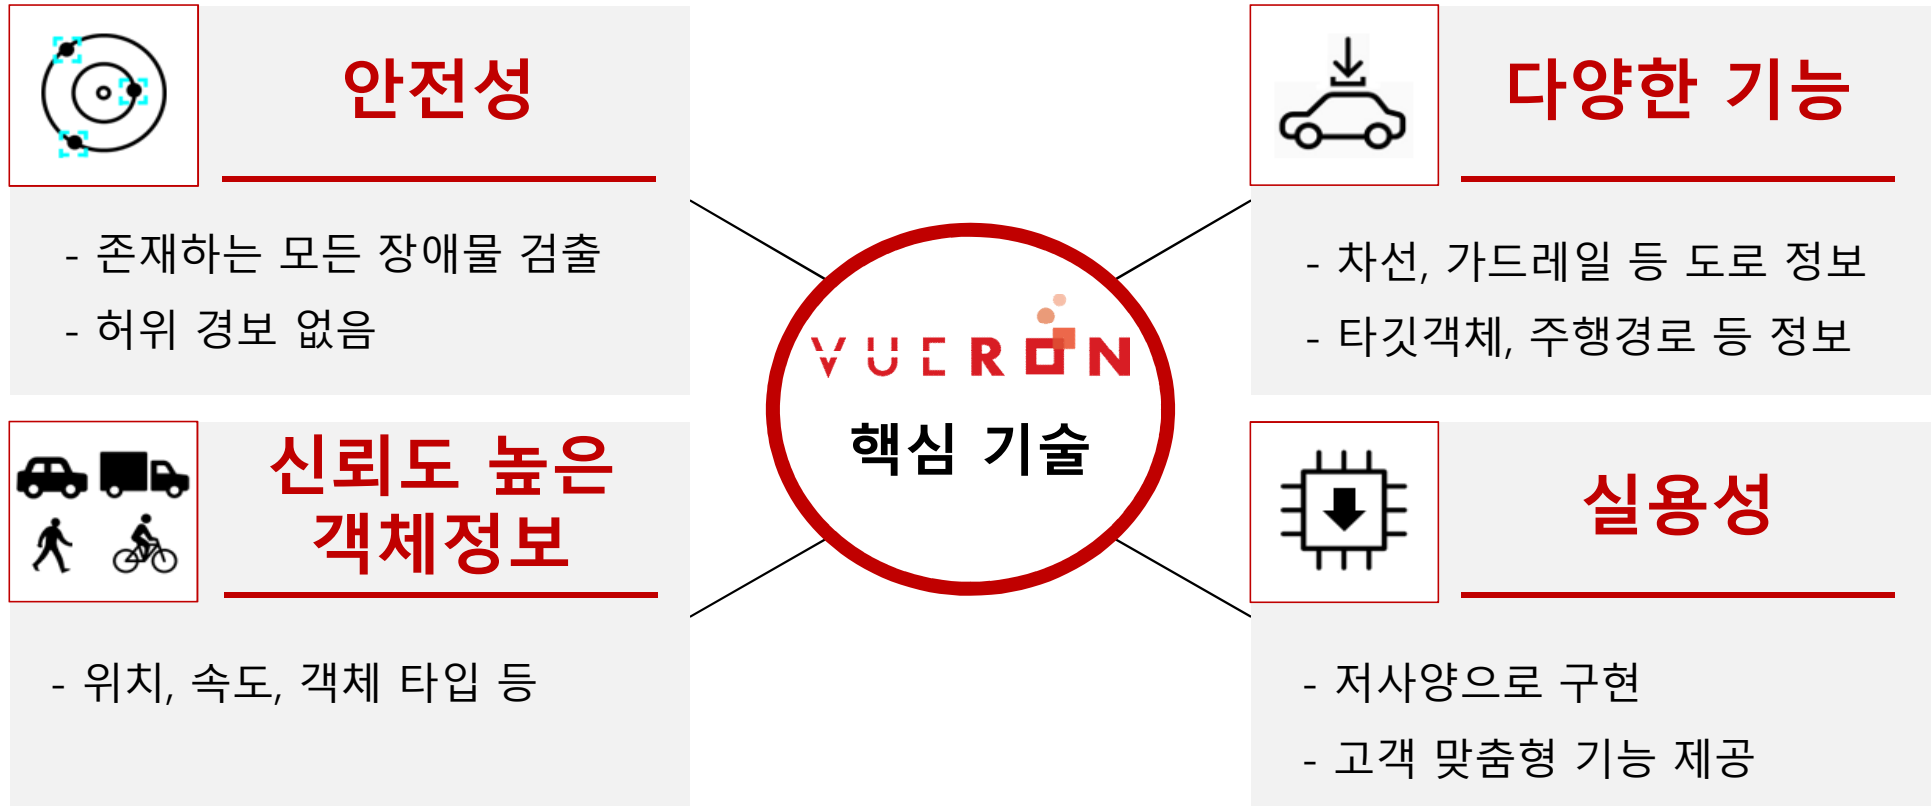 안전성
- 존재하는 모든 장애물 검출
- 허위 경보 없음
다양한 기능
- 차선, 가드레일 등 도로 정보
- 타깃객체, 주행경로 등 정보
VUERON
핵심 기술
신뢰도 높은
객체정보
- 위치, 속도, 객체 타입 등
실용성
- 저사양으로 구현
- 고객 맞춤형 기능 제공